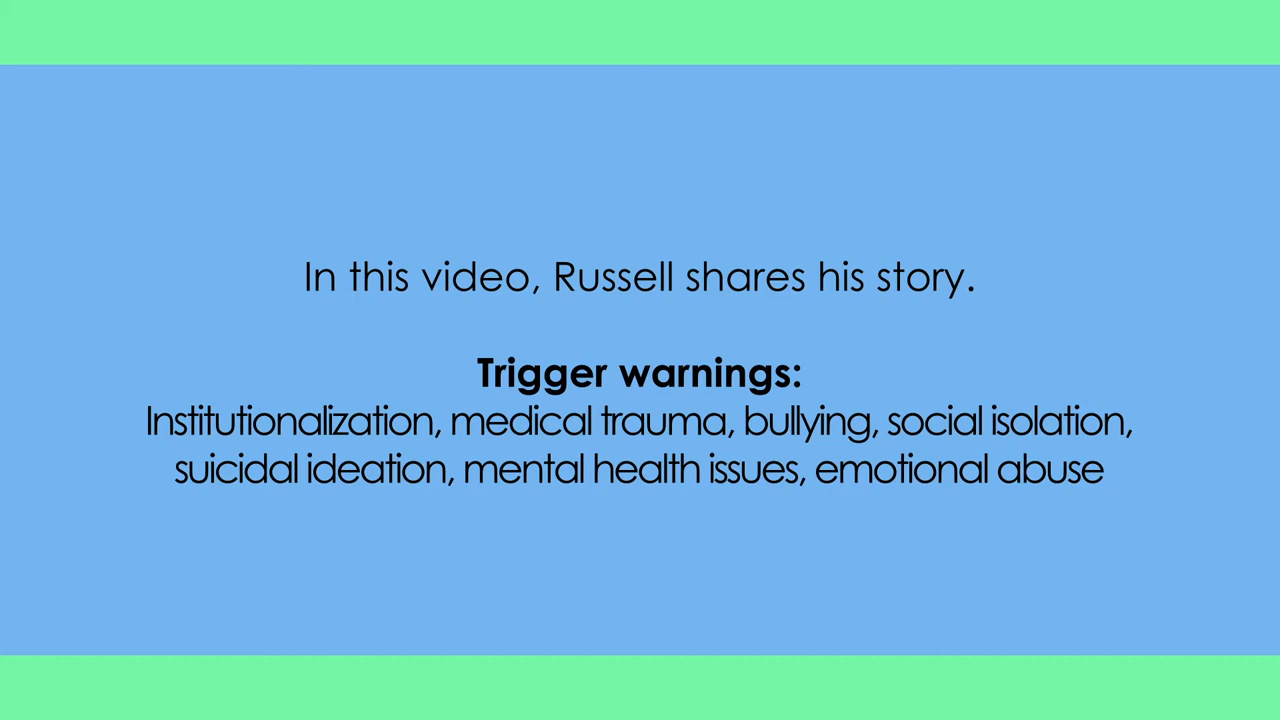 In this video, Russell shares his story.
Trigger warnings:
Institutionalization, medical trauma, bullying, social isolation,
suicidal ideation, mental health issues, emotional abuse